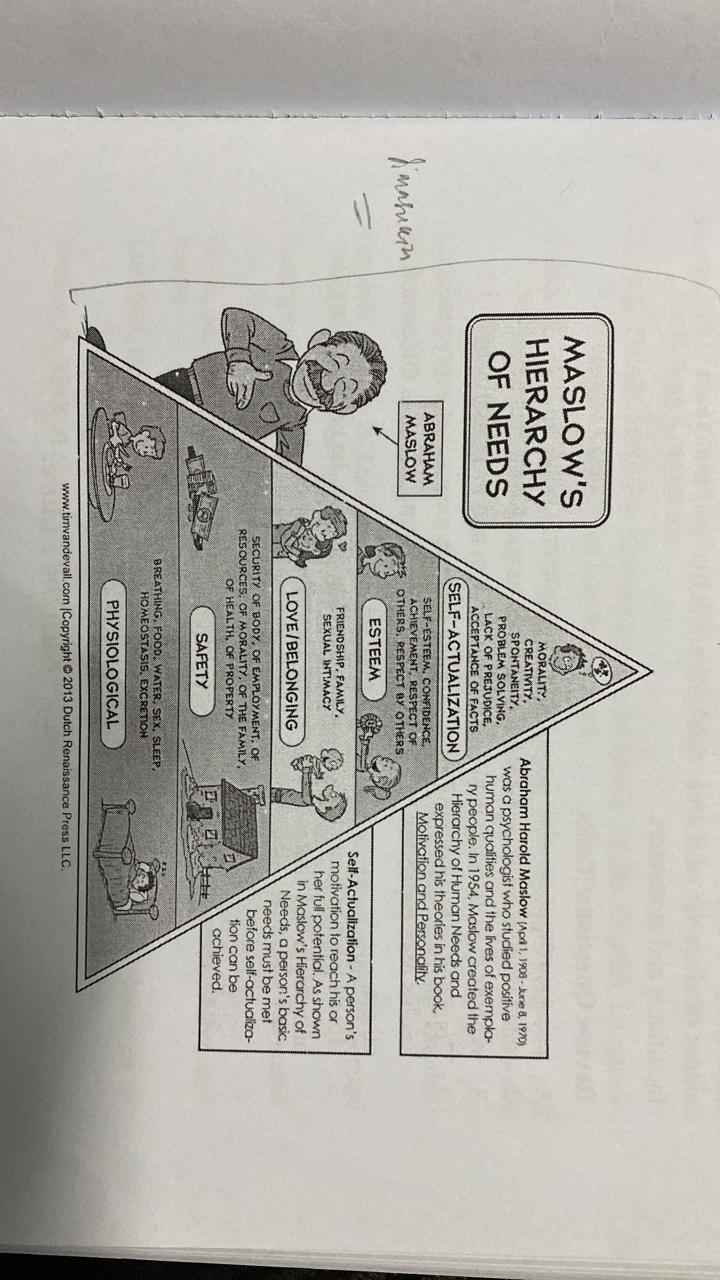 MASLOW'S
HIERARCHY
OF NEEDS
ABRAHAM
MASLOW
MORALITY,
CREATIVITY,
SPONTANEITY,
PROBLEM SOLVING,
LACK OF PREJUDICE,
ACCEPTANCE OF FACTS
SELF-ACTUALIZATION
SELF-ESTEEM, CONFIDENCE,
ACHIEVEMENT, RESPECT OF
OTHERS, RESPECT BY OTHERS
ESTEEM
FRIENDSHIP, FAMILY,
SEXUAL INTIMACY
LOVE/BELONGING
SECURITY OF BODY, OF EMPLOYMENT, OF
RESOURCES, OF MORALITY, OF THE FAMILY,
OF HEALTH, OF PROPERTY
SAFETY
BREATHING, FOOD, WATER, SEX, SLEEP,
HOMEOSTASIS, EXCRETION
PHYSIOLOGICAL
Abraham Harold Maslow (April 1, 1908 - June 8, 1970)
was a psychologist who studied positive
human qualities and the lives of exempla-
ry people. In 1954, Maslow created the
Hierarchy of Human Needs and
expressed his theories in his book,
Motivation and Personality.
Self-Actualization - A person's
motivation to reach his or
her full potential. As shown
in Maslow's Hierarchy of
Needs, a person's basic
needs must be met
before self-actualiza-
tion can be
achieved.
www.timvandevall.com | Copyright © 2013 Dutch Renaissance Press LLC.